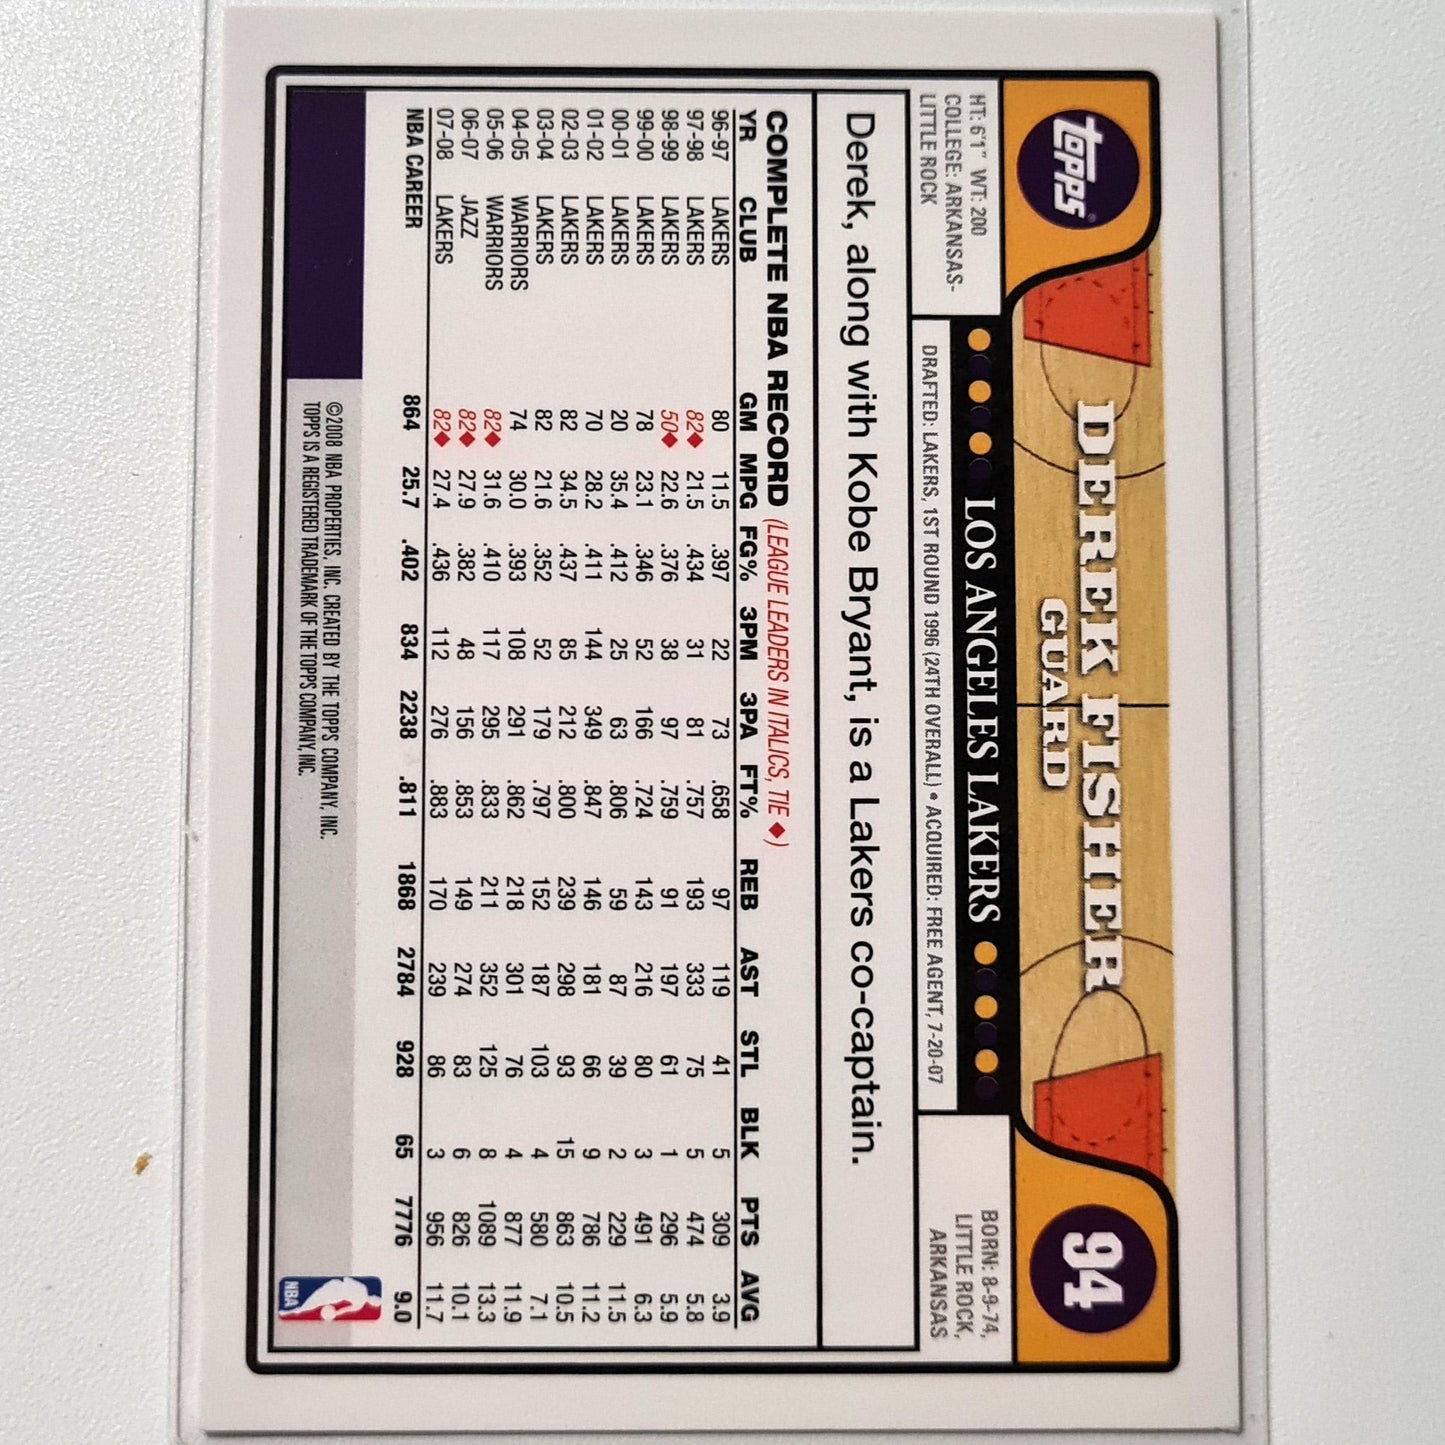 topps®
DEREK FISHER
GUARD
94
HT: 6'1" WT: 200
COLLEGE: ARKANSAS-
LITTLE ROCK
LOS ANGELES LAKERS
DRAFTED: LAKERS, 1ST ROUND 1996 (24TH OVERALL) • ACQUIRED: FREE AGENT, 7-20-07
BORN: 8-9-74,
LITTLE ROCK,
ARKANSAS
Derek, along with Kobe Bryant, is a Lakers co-captain.
COMPLETE NBA RECORD (LEAGUE LEADERS IN ITALICS, TIE ♦)
YR CLUB GM MPG FG% 3PM 3PA FT% REB AST STL BLK PTS AVG
96-97 LAKERS 80 11.5 .397 22 73 .658 97 119 41 5 309 3.9
97-98 LAKERS 82♦ 21.5 .434 31 81 .757 193 333 75 5 474 5.8
98-99 LAKERS 50♦ 22.6 .376 38 97 .759 91 197 61 1 296 5.9
99-00 LAKERS 78 23.1 .346 52 166 .724 143 216 80 3 491 6.3
00-01 LAKERS 20 35.4 .412 25 63 .806 59 87 39 2 229 11.5
01-02 LAKERS 70 28.2 .411 144 349 .847 146 181 66 9 786 11.2
02-03 LAKERS 82 34.5 .437 85 212 .800 239 298 93 15 863 10.5
03-04 LAKERS 82 21.6 .352 52 179 .797 152 187 103 4 580 7.1
04-05 WARRIORS 74 30.0 .393 108 291 .862 218 301 76 4 877 11.9
05-06 WARRIORS 82♦ 31.6 .410 117 295 .833 211 352 125 8 1089 13.3
06-07 JAZZ 82♦ 27.9 .382 48 156 .853 149 274 83 6 826 10.1
07-08 LAKERS 82♦ 27.4 .436 112 276 .883 170 239 86 3 956 11.7
NBA CAREER 864 25.7 .402 834 2238 .811 1868 2784 928 65 7776 9.0
©2008 NBA PROPERTIES, INC. CREATED BY THE TOPPS COMPANY, INC.
TOPPS IS A REGISTERED TRADEMARK OF THE TOPPS COMPANY, INC.
NBA